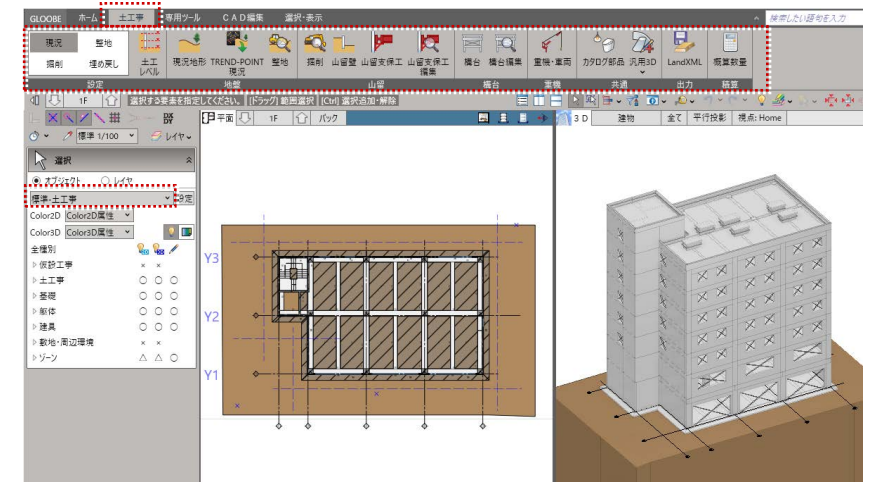 GLOOBE ホーム 土工事 専用ツール CAD編集 選択・表示 検索したい語句を入力
現況 整地
掘削 埋め戻し
土工レベル 現況地形 TREND-POINT現況 整地 掘削 山留壁 山留支保工 山留支保工編集 構台 構台編集 重機・車両 カタログ部品 汎用3D LandXML 概算数量
設定 地盤 山留 構台 重機 共通 出力 積算
1F 選択する要素を指定してください。 [ドラッグ] 範囲選択 [Ctrl] 選択追加・解除
標準 1/100 レイヤ
平面 1F パック
3D 建物 全て 平行投影 視点: Home
選択
オブジェクト レイヤ
標準-土工事 設定
Color2D Color2D属性
Color3D Color3D属性
全種別
仮設工事 × ×
土工事 ○ ○ ○
基礎 ○ ○ ○
躯体 ○ ○ ○
建具 ○ ○ ○
敷地・周辺環境 × ×
ゾーン △ △ ○
Y3
Y2
Y1